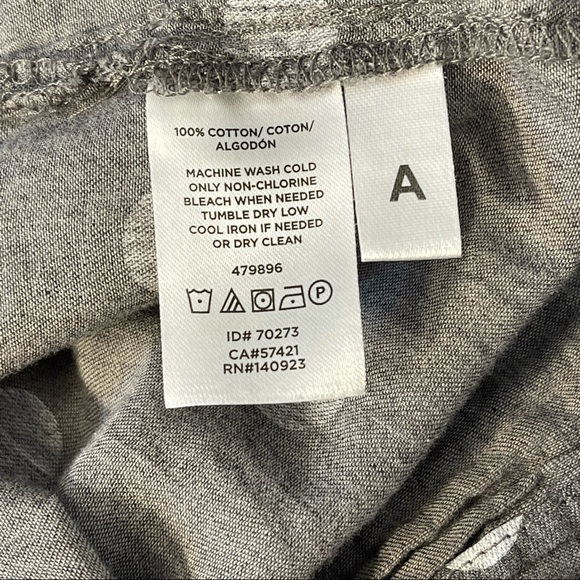 100% COTTON/ COTON/
ALGODÓN
MACHINE WASH COLD
ONLY NON-CHLORINE
BLEACH WHEN NEEDED
TUMBLE DRY LOW
COOL IRON IF NEEDED
OR DRY CLEAN
479896
P
ID# 70273
CA#57421
RN#140923
A